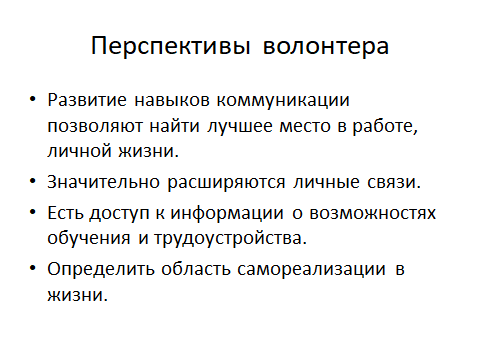 Перспективы волонтера
• Развитие навыков коммуникации
позволяют найти лучшее место в работе,
личной жизни.
• Значительно расширяются личные связи.
• Есть доступ к информации о возможностях
обучения и трудоустройства.
• Определить область самореализации в
жизни.